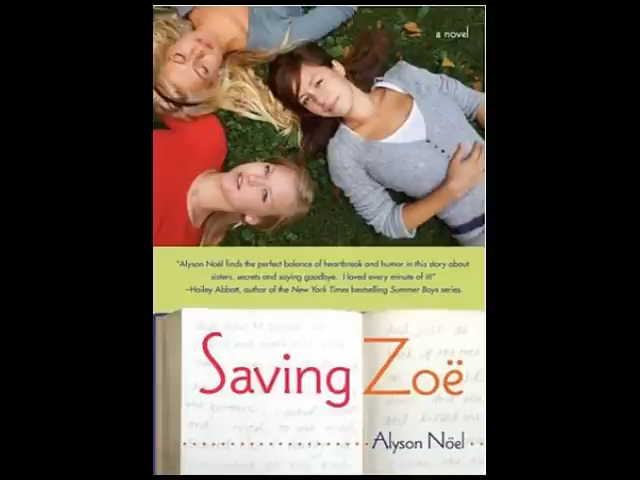 a novel
"Alyson Noël finds the perfect balance of heartbreak and humor in this story about
sisters, secrets and saying goodbye. I loved every minute of it!"
—Hailey Abbott, author of the New York Times bestselling Summer Boys series
Saving Zoë
Alyson Nöel